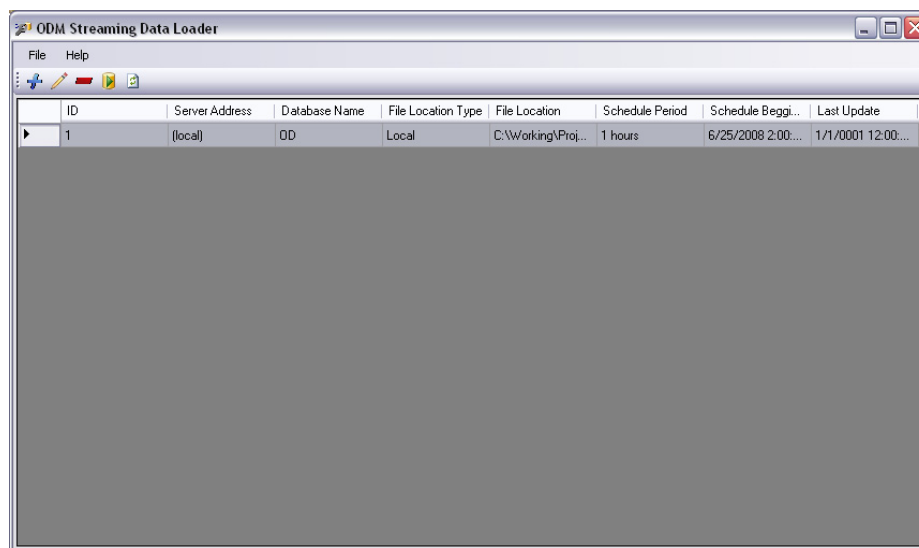 ODM Streaming Data Loader
File Help
ID Server Address Database Name File Location Type File Location Schedule Period Schedule Beggi... Last Update
1 (local) OD Local C:\Working\Proj... 1 hours 6/25/2008 2:00:... 1/1/0001 12:00:...